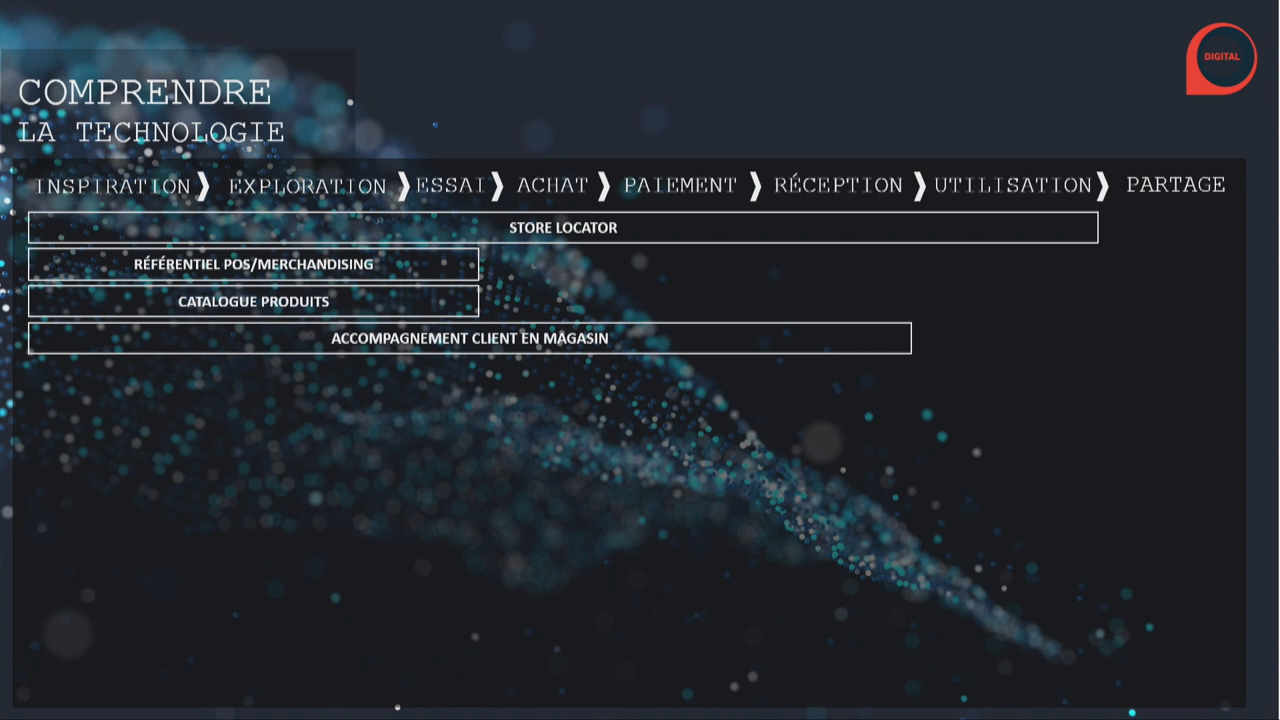 DIGITAL
COMPRENDRE
LA TECHNOLOGIE
INSPIRATION ❱ EXPLORATION ❱ ESSAI ❱ ACHAT ❱ PAIEMENT ❱ RÉCEPTION ❱ UTILISATION ❱ PARTAGE
STORE LOCATOR
RÉFÉRENTIEL POS/MERCHANDISING
CATALOGUE PRODUITS
ACCOMPAGNEMENT CLIENT EN MAGASIN